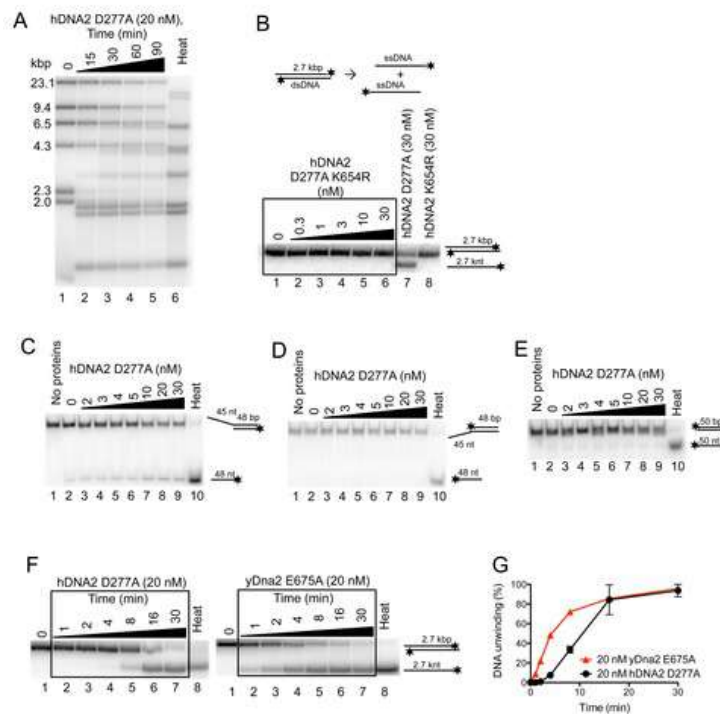 A
hDNA2 D277A (20 nM),
Time (min)
kbp
0
15
30
60
90
Heat
23.1
9.4
6.5
4.3
2.3
2.0
1 2 3 4 5 6
B
2.7 kbp
dsDNA
→
ssDNA
+
ssDNA
hDNA2
D277A K654R
(nM)
0
0.3
1
3
10
30
hDNA2 D277A (30 nM)
hDNA2 K654R (30 nM)
2.7 kbp
2.7 knt
1 2 3 4 5 6 7 8
C
No proteins
hDNA2 D277A (nM)
0
2
3
4
5
10
20
30
Heat
45 nt
48 bp
48 nt
1 2 3 4 5 6 7 8 9 10
D
No proteins
hDNA2 D277A (nM)
0
2
3
4
5
10
20
30
Heat
48 bp
45 nt
48 nt
1 2 3 4 5 6 7 8 9 10
E
No proteins
hDNA2 D277A (nM)
0
2
3
4
5
10
20
30
Heat
50 bp
50 nt
1 2 3 4 5 6 7 8 9 10
F
hDNA2 D277A (20 nM)
Time (min)
0
1
2
4
8
16
30
Heat
1 2 3 4 5 6 7 8
yDna2 E675A (20 nM)
Time (min)
0
1
2
4
8
16
30
Heat
2.7 kbp
2.7 knt
1 2 3 4 5 6 7 8
G
DNA unwinding (%)
100
80
60
40
20
0
20 nM yDna2 E675A
20 nM hDNA2 D277A
0 10 20 30
Time (min)